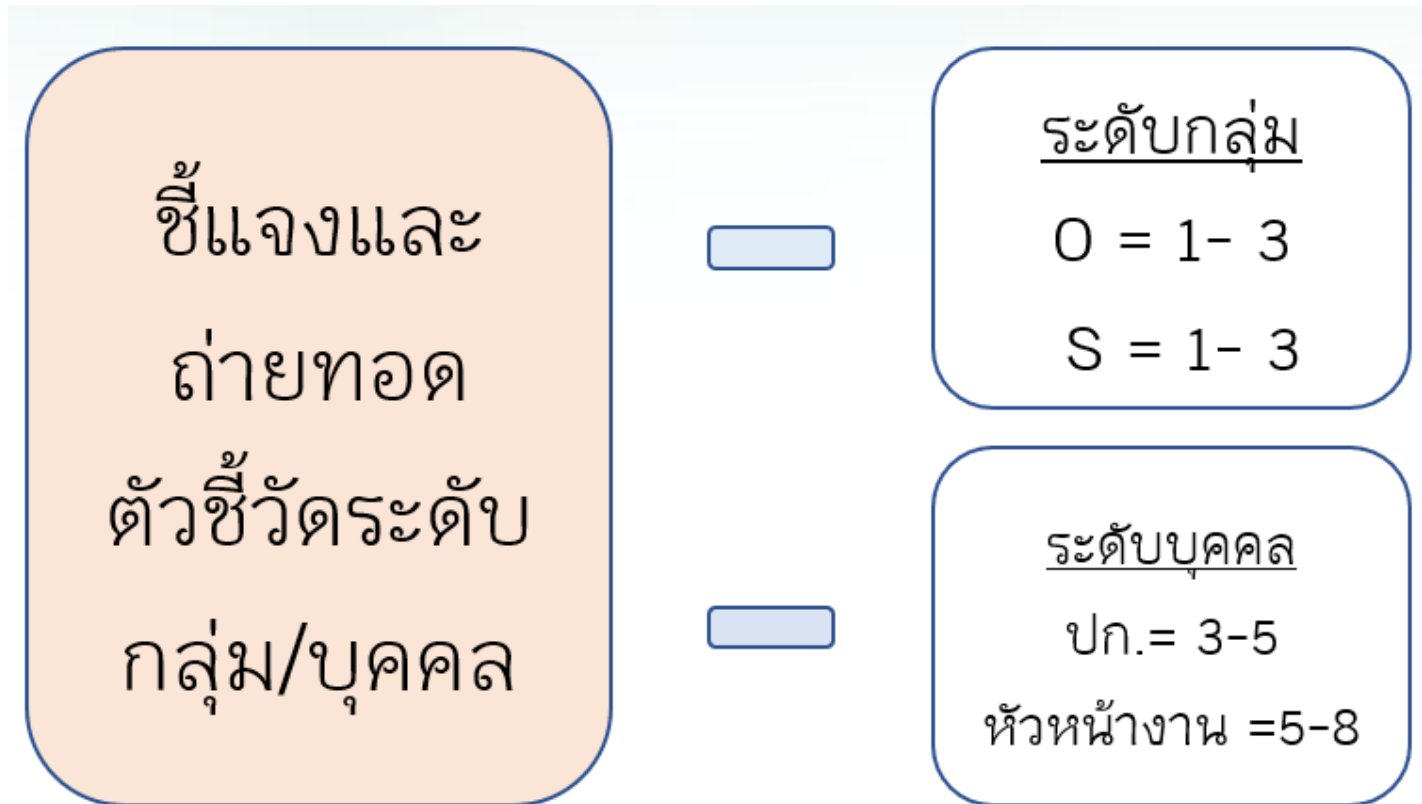 ชี้แจงและ
ถ่ายทอด
ตัวชี้วัดระดับ
กลุ่ม/บุคคล
ระดับกลุ่ม
O = 1- 3
S = 1- 3
ระดับบุคคล
ปก.= 3-5
หัวหน้างาน =5-8